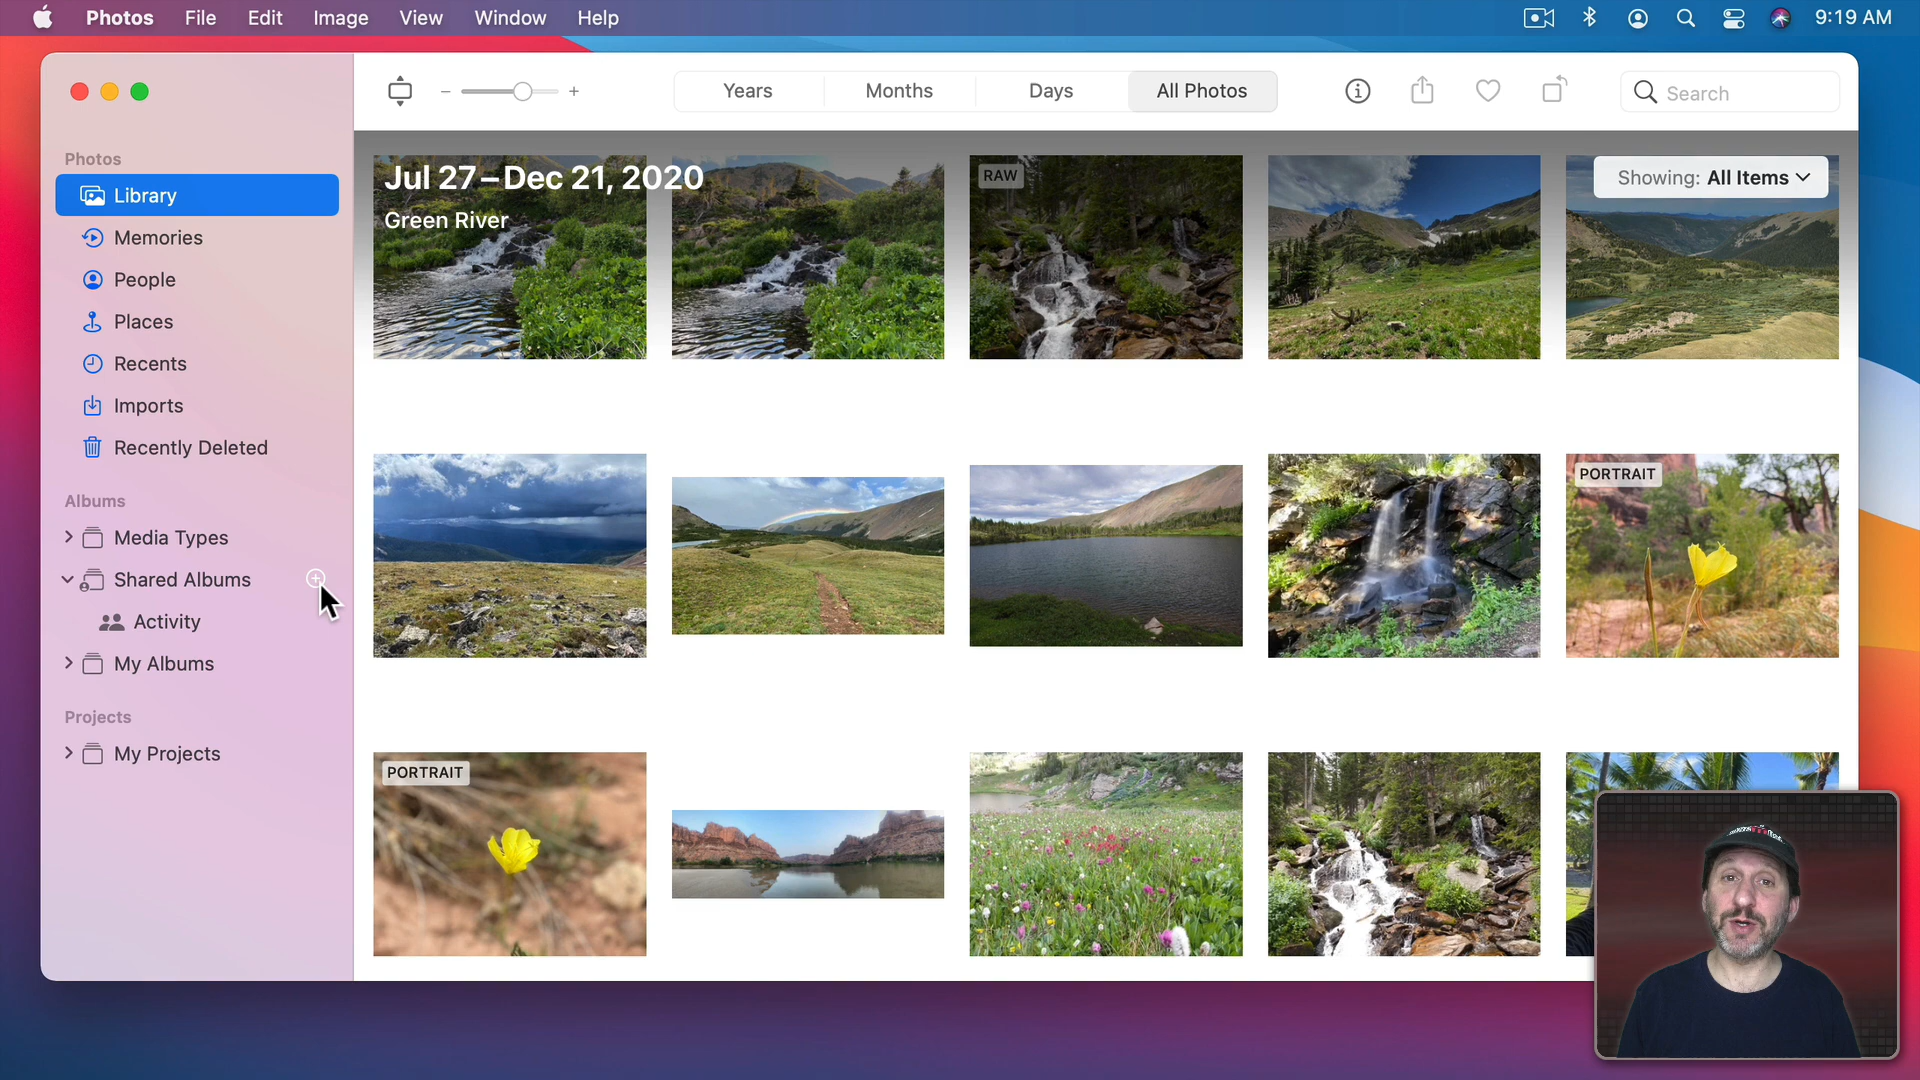 Photos File Edit Image View Window Help 9:19 AM
Years Months Days All Photos Search
Photos
Library
Memories
People
Places
Recents
Imports
Recently Deleted
Albums
Media Types
Shared Albums
Activity
My Albums
Projects
My Projects
Jul 27–Dec 21, 2020
Green River
RAW
Showing: All Items
PORTRAIT
PORTRAIT